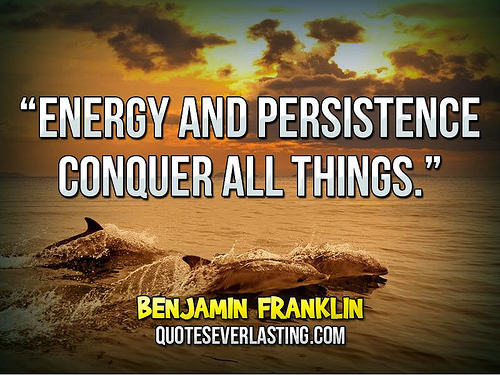 “ENERGY AND PERSISTENCE
CONQUER ALL THINGS.”
BENJAMIN FRANKLIN
QUOTESEVERLASTING.COM